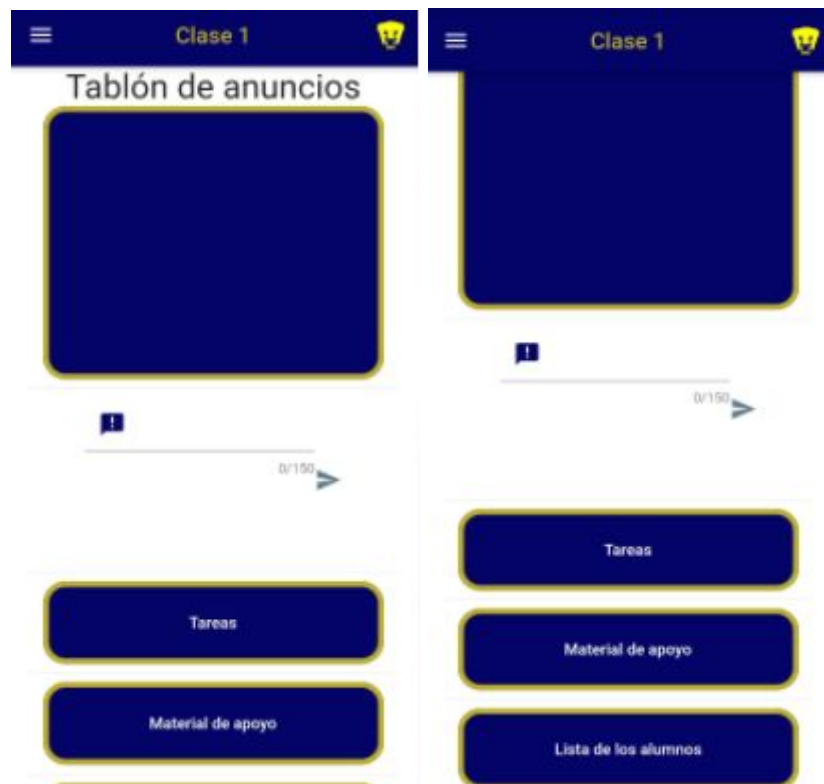 Clase 1
Tablón de anuncios
0/150
Tareas
Material de apoyo
Clase 1
0/150
Tareas
Material de apoyo
Lista de los alumnos